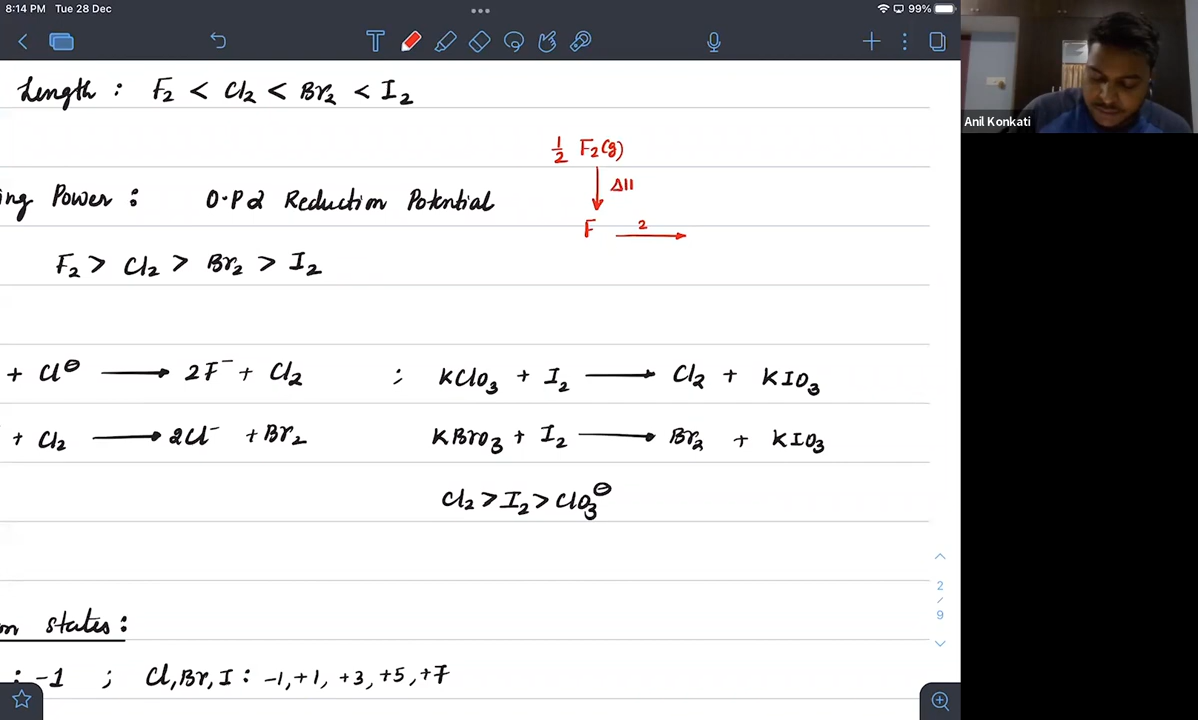 8:14 PM Tue 28 Dec 99%
Length : F₂ < Cl₂ < Br₂ < I₂
½ F₂(g)
ΔH
F 2
ing Power : O.P α Reduction Potential
F₂ > Cl₂ > Br₂ > I₂
+ Cl⊖ ⟶ 2F⁻ + Cl₂ ; KClO₃ + I₂ ⟶ Cl₂ + KIO₃
+ Cl₂ ⟶ 2Cl⁻ + Br₂ KBrO₃ + I₂ ⟶ Br₂ + KIO₃
Cl₂ > I₂ > ClO₃⊖
on states :
: -1 ; Cl, Br, I : -1, +1, +3, +5, +7
2
/
9
Anil Konkati